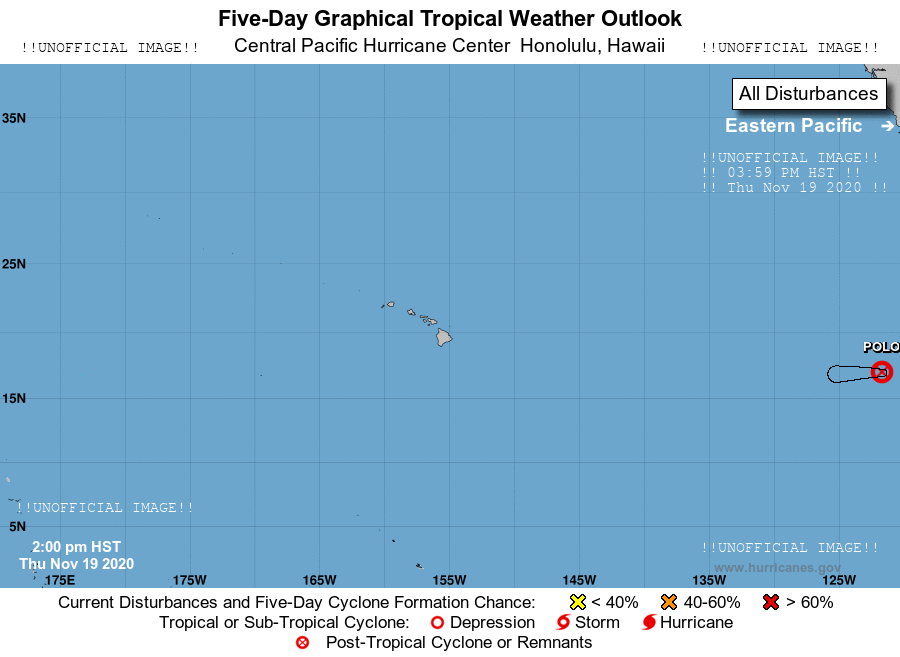 Five-Day Graphical Tropical Weather Outlook
!!UNOFFICIAL IMAGE!! Central Pacific Hurricane Center Honolulu, Hawaii !!UNOFFICIAL IMAGE!!
All Disturbances
35N
Eastern Pacific →
!!UNOFFICIAL IMAGE!!
!! 03:59 PM HST !!
!! Thu Nov 19 2020 !!
25N
POLO
15N
!!UNOFFICIAL IMAGE!!
5N
2:00 pm HST
!!UNOFFICIAL IMAGE!!
Thu Nov 19 2020
www.hurricanes.gov
175E 175W 165W 155W 145W 135W 125W
Current Disturbances and Five-Day Cyclone Formation Chance: < 40% 40-60% > 60%
Tropical or Sub-Tropical Cyclone: Depression Storm Hurricane
Post-Tropical Cyclone or Remnants